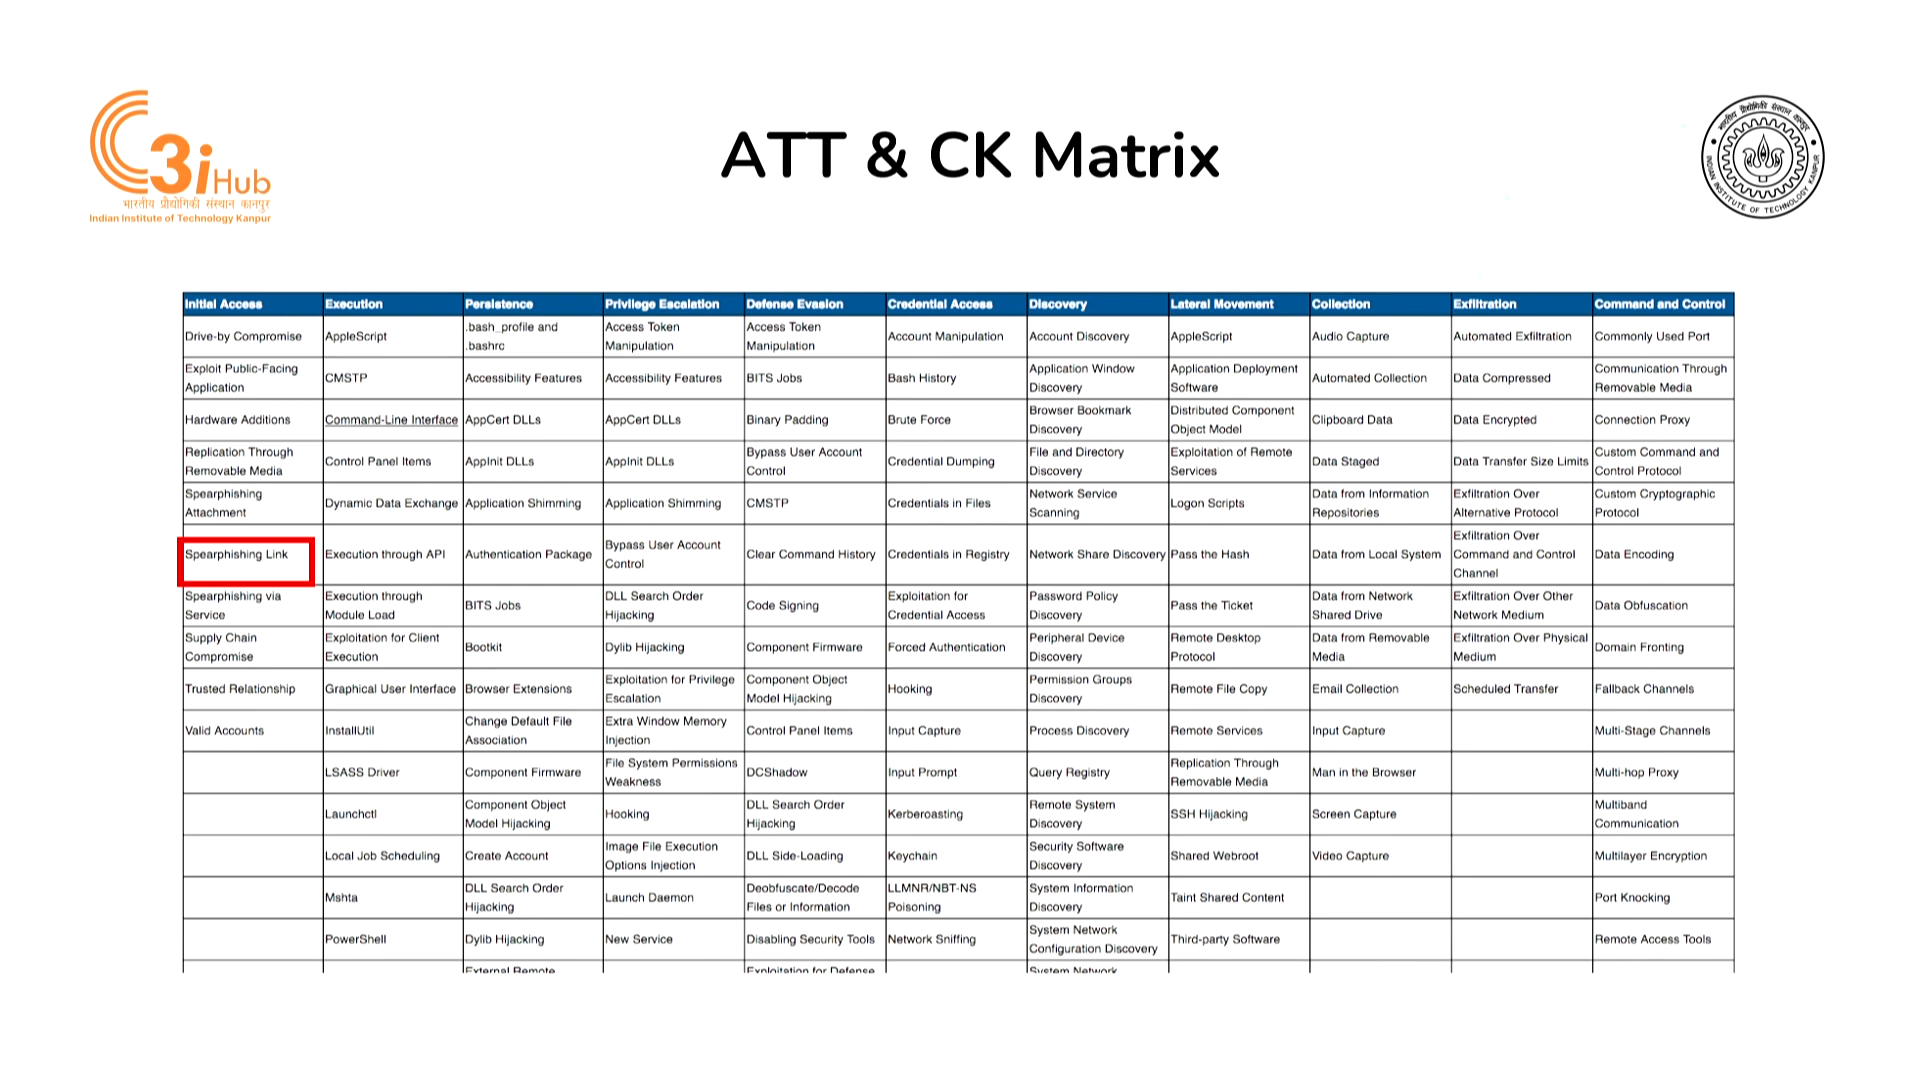 C3iHub
भारतीय प्रौद्योगिकी संस्थान कानपुर
Indian Institute of Technology Kanpur
ATT & CK Matrix
INDIAN INSTITUTE OF TECHNOLOGY KANPUR
Initial Access Execution Persistence Privilege Escalation Defense Evasion Credential Access Discovery Lateral Movement Collection Exfiltration Command and Control
Drive-by Compromise AppleScript .bash_profile and .bashrc Access Token Manipulation Access Token Manipulation Account Manipulation Account Discovery AppleScript Audio Capture Automated Exfiltration Commonly Used Port
Exploit Public-Facing Application CMSTP Accessibility Features Accessibility Features BITS Jobs Bash History Application Window Discovery Application Deployment Software Automated Collection Data Compressed Communication Through Removable Media
Hardware Additions Command-Line Interface AppCert DLLs AppCert DLLs Binary Padding Brute Force Browser Bookmark Discovery Distributed Component Object Model Clipboard Data Data Encrypted Connection Proxy
Replication Through Removable Media Control Panel Items AppInit DLLs AppInit DLLs Bypass User Account Control Credential Dumping File and Directory Discovery Exploitation of Remote Services Data Staged Data Transfer Size Limits Custom Command and Control Protocol
Spearphishing Attachment Dynamic Data Exchange Application Shimming Application Shimming CMSTP Credentials in Files Network Service Scanning Logon Scripts Data from Information Repositories Exfiltration Over Alternative Protocol Custom Cryptographic Protocol
Spearphishing Link Execution through API Authentication Package Bypass User Account Control Clear Command History Credentials in Registry Network Share Discovery Pass the Hash Data from Local System Exfiltration Over Command and Control Channel Data Encoding
Spearphishing via Service Execution through Module Load BITS Jobs DLL Search Order Hijacking Code Signing Exploitation for Credential Access Password Policy Discovery Pass the Ticket Data from Network Shared Drive Exfiltration Over Other Network Medium Data Obfuscation
Supply Chain Compromise Exploitation for Client Execution Bootkit Dylib Hijacking Component Firmware Forced Authentication Peripheral Device Discovery Remote Desktop Protocol Data from Removable Media Exfiltration Over Physical Medium Domain Fronting
Trusted Relationship Graphical User Interface Browser Extensions Exploitation for Privilege Escalation Component Object Model Hijacking Hooking Permission Groups Discovery Remote File Copy Email Collection Scheduled Transfer Fallback Channels
Valid Accounts InstallUtil Change Default File Association Extra Window Memory Injection Control Panel Items Input Capture Process Discovery Remote Services Input Capture Multi-Stage Channels
LSASS Driver Component Firmware File System Permissions Weakness DCShadow Input Prompt Query Registry Replication Through Removable Media Man in the Browser Multi-hop Proxy
Launchctl Component Object Model Hijacking Hooking DLL Search Order Hijacking Kerberoasting Remote System Discovery SSH Hijacking Screen Capture Multiband Communication
Local Job Scheduling Create Account Image File Execution Options Injection DLL Side-Loading Keychain Security Software Discovery Shared Webroot Video Capture Multilayer Encryption
Mshta DLL Search Order Hijacking Launch Daemon Deobfuscate/Decode Files or Information LLMNR/NBT-NS Poisoning System Information Discovery Taint Shared Content Port Knocking
PowerShell Dylib Hijacking New Service Disabling Security Tools Network Sniffing System Network Configuration Discovery Third-party Software Remote Access Tools
External Remote Exploitation for Defense System Network